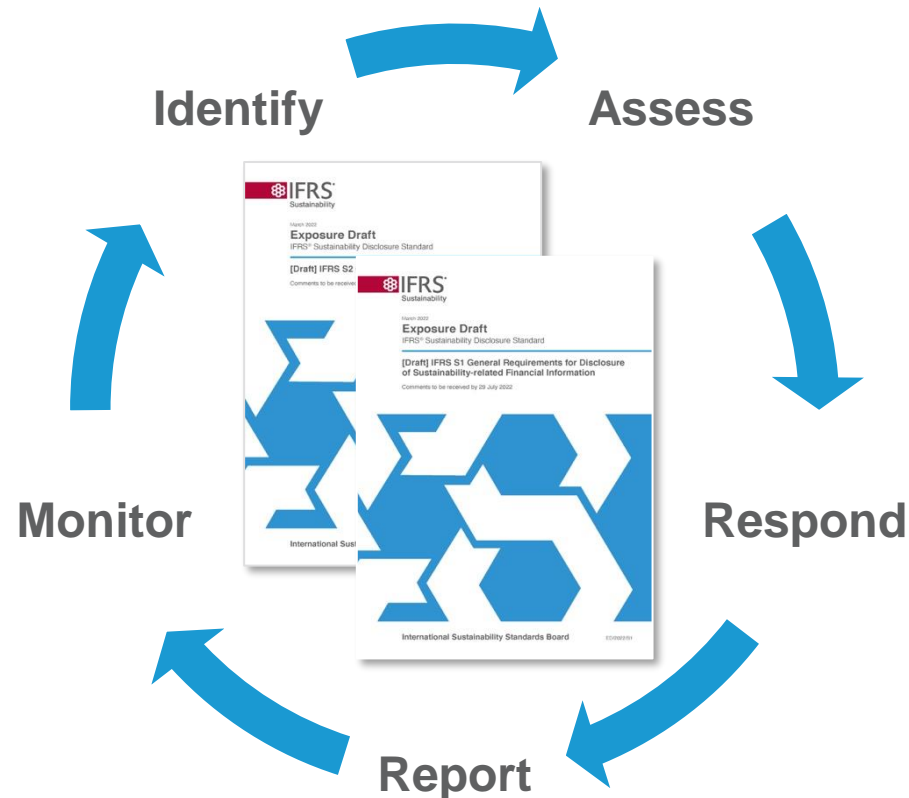 Identify
Assess
IFRS®
Sustainability
March 2022
Exposure Draft
IFRS® Sustainability Disclosure Standard
[Draft] IFRS S2
Comments to be received
International Sust
IFRS®
Sustainability
March 2022
Exposure Draft
IFRS® Sustainability Disclosure Standard
[Draft] IFRS S1 General Requirements for Disclosure
of Sustainability-related Financial Information
Comments to be received by 29 July 2022
International Sustainability Standards Board
Monitor
Respond
Report